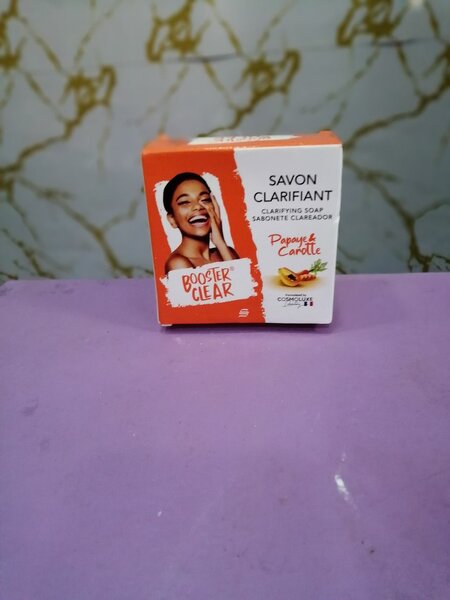 SAVON
CLARIFIANT
CLARIFYING SOAP
SABONETE CLAREADOR
Papaye &
Carotte
BOOSTER®
CLEAR
COSMOLUXE